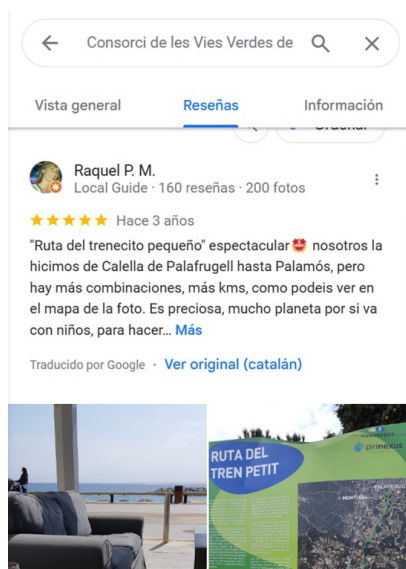 Consorci de les Vies Verdes de
Vista general
Reseñas
Información
Ordenar
Raquel P. M.
Local Guide · 160 reseñas · 200 fotos
Hace 3 años
"Ruta del trenecito pequeño" espectacular🤩 nosotros la
hicimos de Calella de Palafrugell hasta Palamós, pero
hay más combinaciones, más kms, como podeis ver en
el mapa de la foto. Es preciosa, mucho planeta por si va
con niños, para hacer... Más
Traducido por Google · Ver original (catalán)
pirinexus
RUTA DEL
TREN PETIT